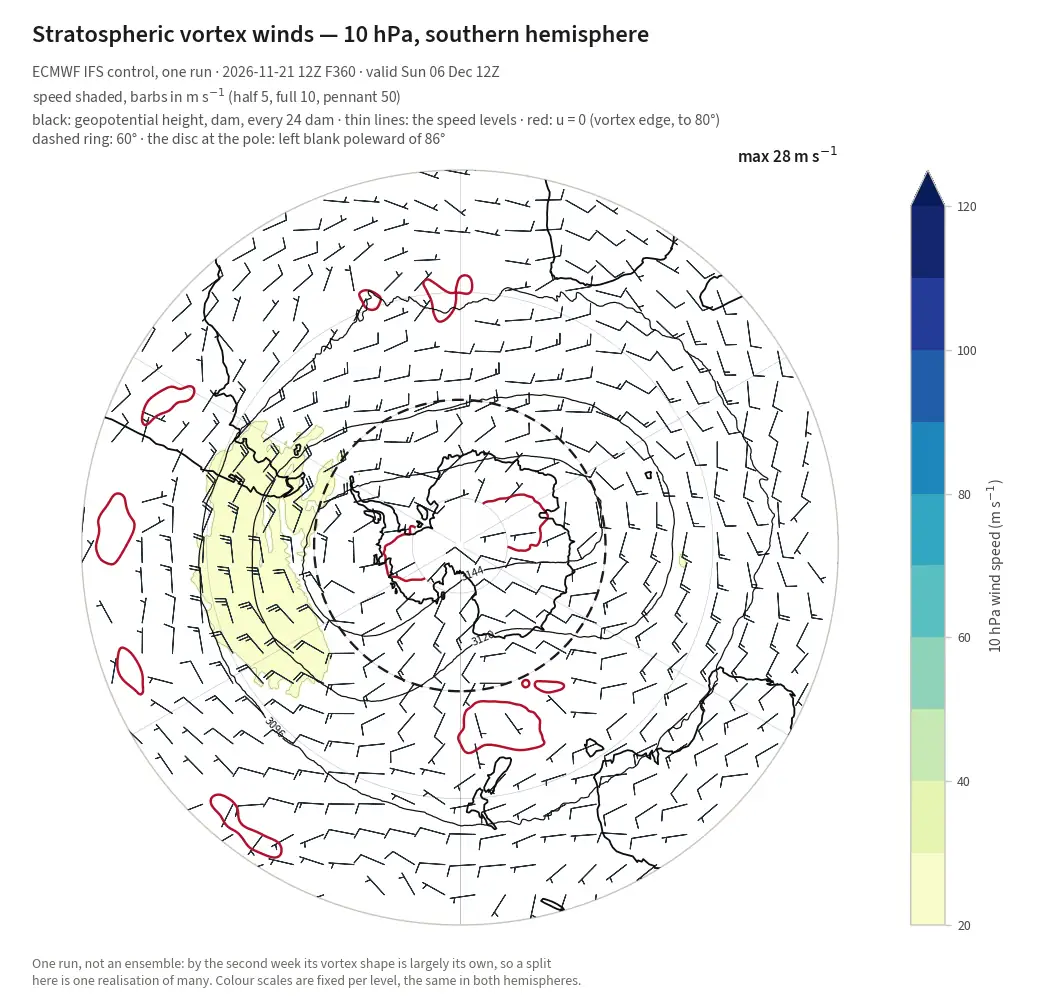 Stratospheric vortex winds — 10 hPa, southern hemisphere
ECMWF IFS control, one run · 2026-11-21 12Z F360 · valid Sun 06 Dec 12Z
speed shaded, barbs in m s⁻¹ (half 5, full 10, pennant 50)
black: geopotential height, dam, every 24 dam · thin lines: the speed levels · red: u = 0 (vortex edge, to 80°)
dashed ring: 60° · the disc at the pole: left blank poleward of 86°
max 28 m s⁻¹
120
100
80
60
40
20
10 hPa wind speed (m s⁻¹)
3144
3120
3096
One run, not an ensemble: by the second week its vortex shape is largely its own, so a split
here is one realisation of many. Colour scales are fixed per level, the same in both hemispheres.